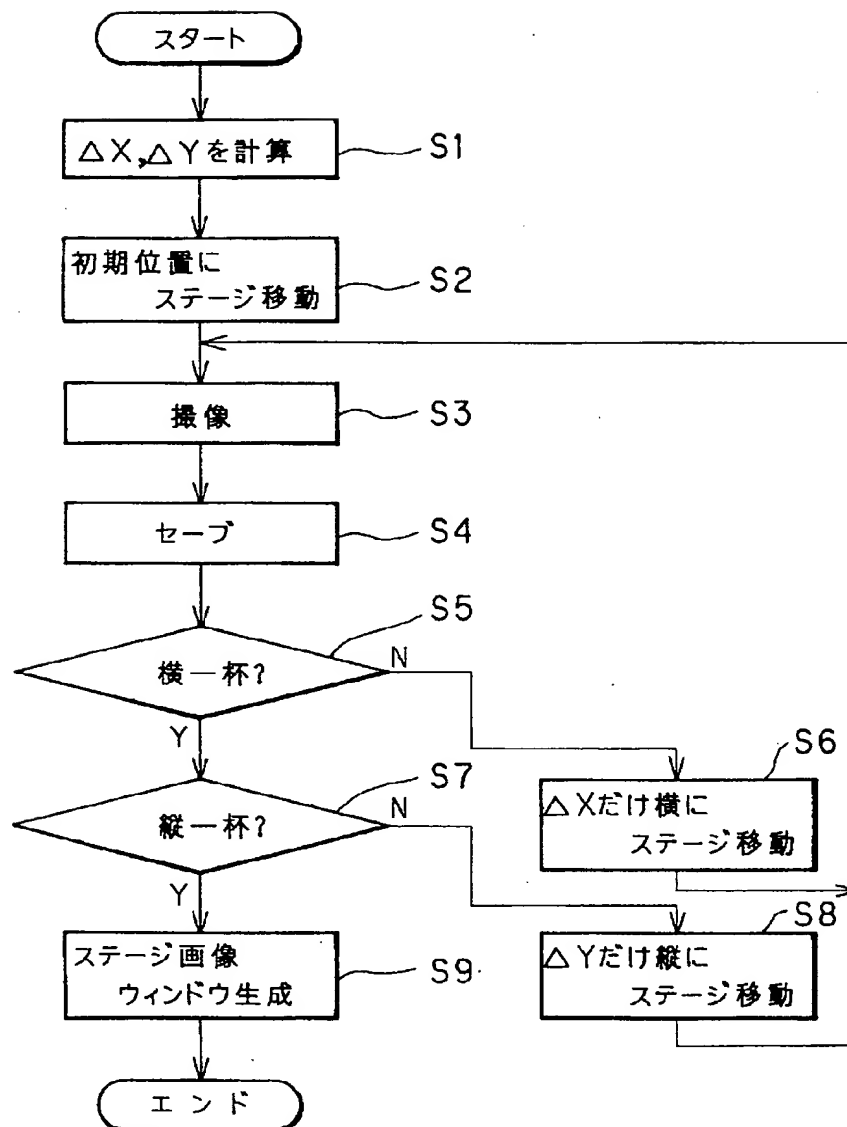 スタート
△X,△Yを計算
S1
初期位置に
ステージ移動
S2
撮像
S3
セーブ
S4
S5
横一杯?
N
Y
S6
△Xだけ横に
ステージ移動
S7
縦一杯?
N
Y
S8
△Yだけ縦に
ステージ移動
ステージ画像
ウィンドウ生成
S9
エンド